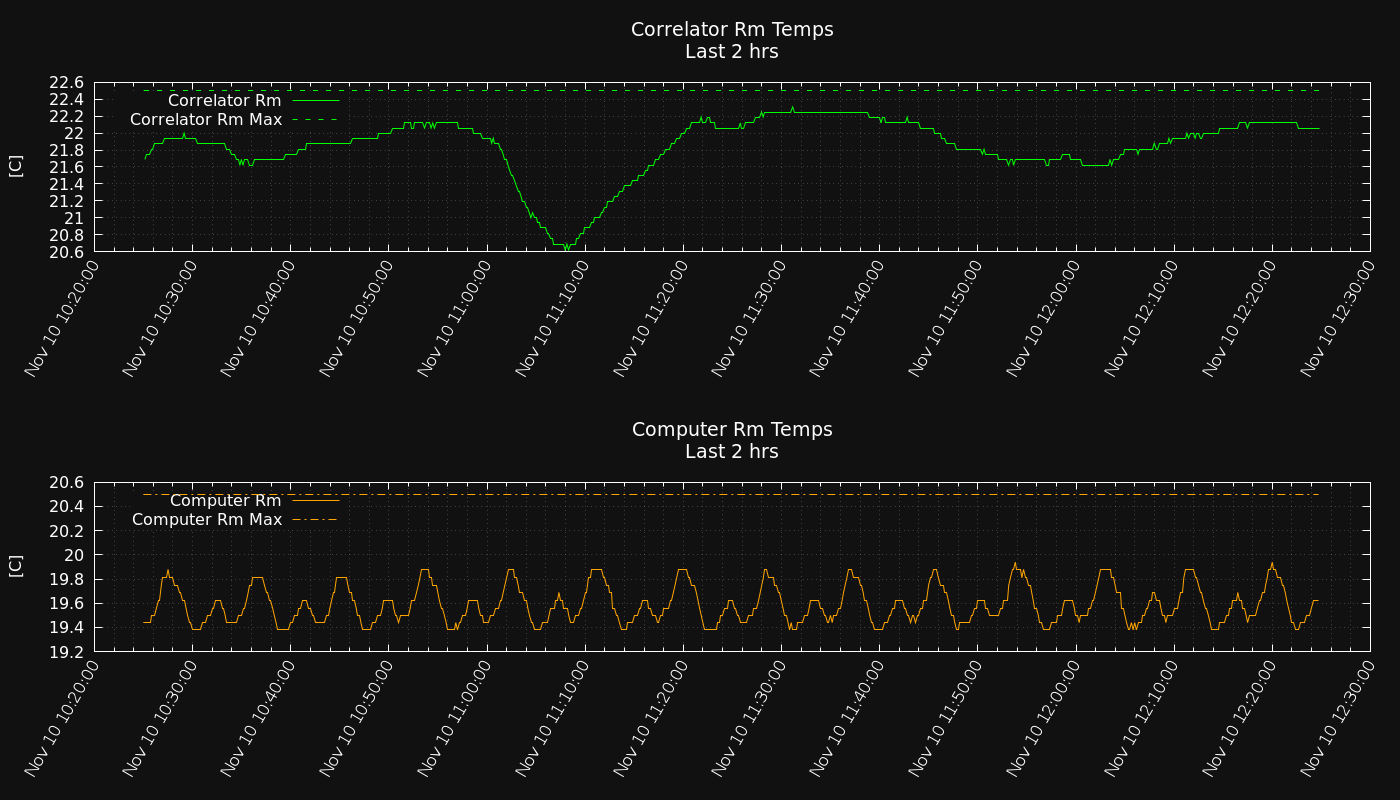 Correlator Rm Temps
Last 2 hrs
22.6
22.4
22.2
22
21.8
21.6
21.4
21.2
21
20.8
20.6
[C]
Correlator Rm
Correlator Rm Max
Nov 10 10:20:00
Nov 10 10:30:00
Nov 10 10:40:00
Nov 10 10:50:00
Nov 10 11:00:00
Nov 10 11:10:00
Nov 10 11:20:00
Nov 10 11:30:00
Nov 10 11:40:00
Nov 10 11:50:00
Nov 10 12:00:00
Nov 10 12:10:00
Nov 10 12:20:00
Nov 10 12:30:00
Computer Rm Temps
Last 2 hrs
20.6
20.4
20.2
20
19.8
19.6
19.4
19.2
[C]
Computer Rm
Computer Rm Max
Nov 10 10:20:00
Nov 10 10:30:00
Nov 10 10:40:00
Nov 10 10:50:00
Nov 10 11:00:00
Nov 10 11:10:00
Nov 10 11:20:00
Nov 10 11:30:00
Nov 10 11:40:00
Nov 10 11:50:00
Nov 10 12:00:00
Nov 10 12:10:00
Nov 10 12:20:00
Nov 10 12:30:00